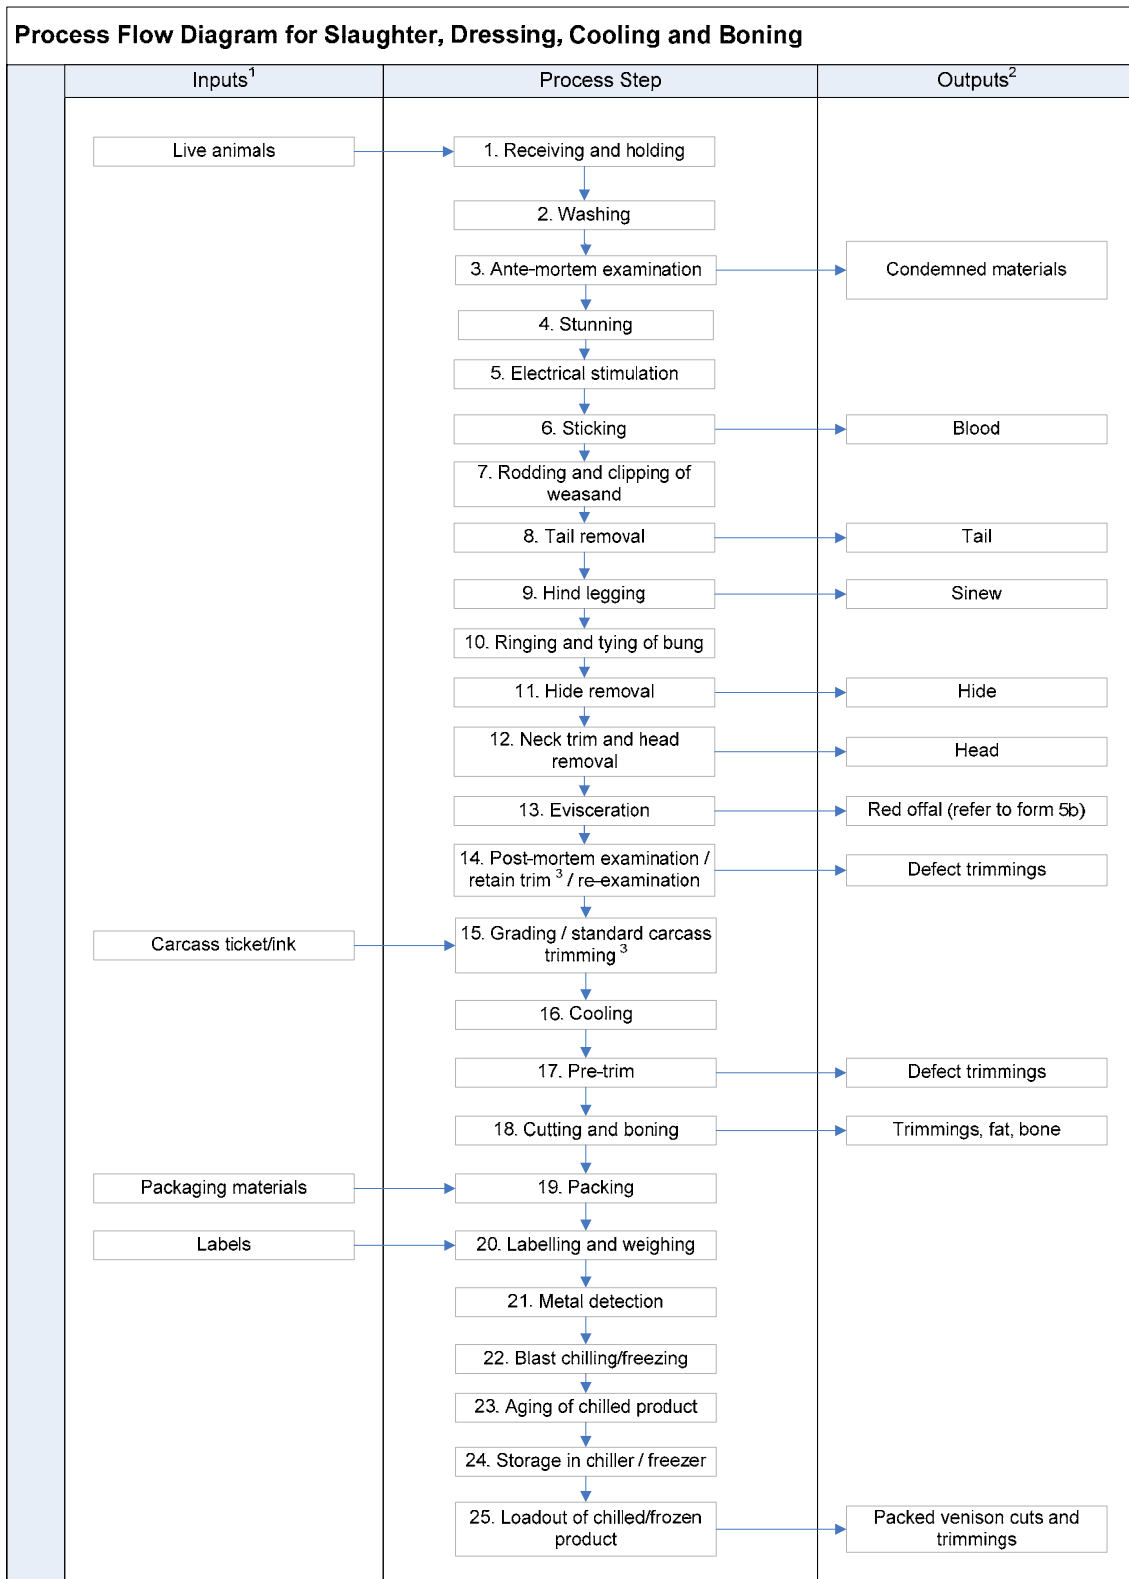 Process Flow Diagram for Slaughter, Dressing, Cooling and Boning
Inputs1
Process Step
Outputs2
Live animals
1. Receiving and holding
2. Washing
3. Ante-mortem examination
Condemned materials
4. Stunning
5. Electrical stimulation
6. Sticking
Blood
7. Rodding and clipping of
weasand
8. Tail removal
Tail
9. Hind legging
Sinew
10. Ringing and tying of bung
11. Hide removal
Hide
12. Neck trim and head
removal
Head
13. Evisceration
Red offal (refer to form 5b)
14. Post-mortem examination /
retain trim 3 / re-examination
Defect trimmings
Carcass ticket/ink
15. Grading / standard carcass
trimming 3
16. Cooling
17. Pre-trim
Defect trimmings
18. Cutting and boning
Trimmings, fat, bone
Packaging materials
19. Packing
Labels
20. Labelling and weighing
21. Metal detection
22. Blast chilling/freezing
23. Aging of chilled product
24. Storage in chiller / freezer
25. Loadout of chilled/frozen
product
Packed venison cuts and
trimmings